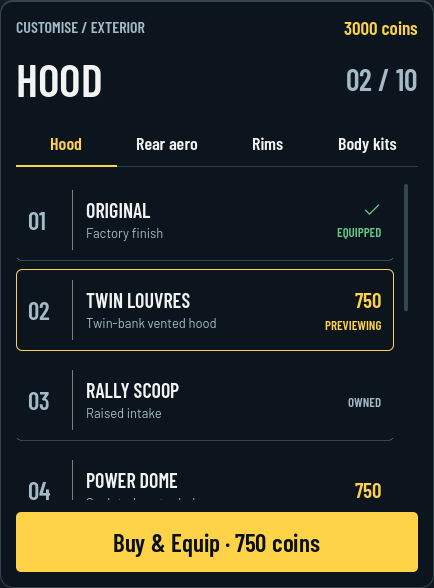 CUSTOMISE / EXTERIOR
3000 coins
HOOD
02 / 10
Hood Rear aero Rims Body kits
01
ORIGINAL
Factory finish
EQUIPPED
02
TWIN LOUVRES
Twin-bank vented hood
750
PREVIEWING
03
RALLY SCOOP
Raised intake
OWNED
04
POWER DOME
750
Buy & Equip · 750 coins